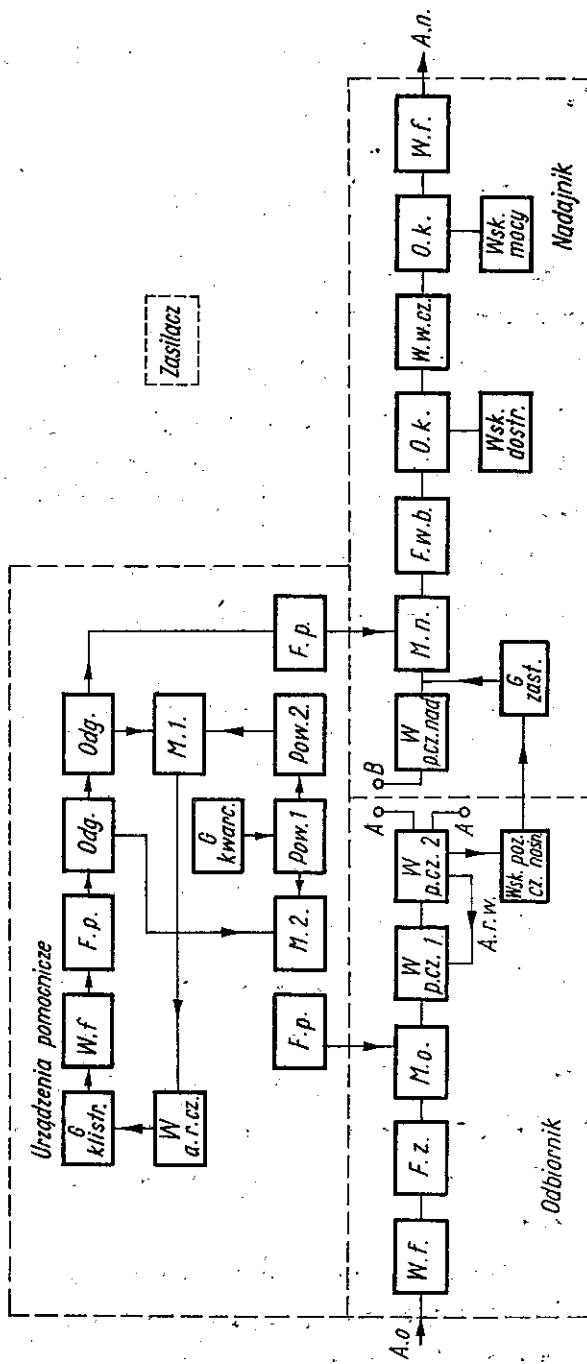 Urządzenia pomocnicze
G
klistr.
W.f
F.p.
Odg.
Odg.
W
a.r.cz.
M.1.
G
kwarc.
F.p.
M.2.
Pow.1
Pow.2.
F.p.
Zasilacz
A.o
W.f.
F.z.
M.o.
W
p.cz.1.
W
p.cz.2
A
A
A.r.w.
Wsk. poz.
cz. nośn.
Odbiornik
B
W
p.cz.nad.
M.n.
F.w.b.
O.k.
W.w.cz.
O.k.
W.f.
A.n.
G
zast.
Wsk.
dostr.
Wsk.
mocy
Nadajnik